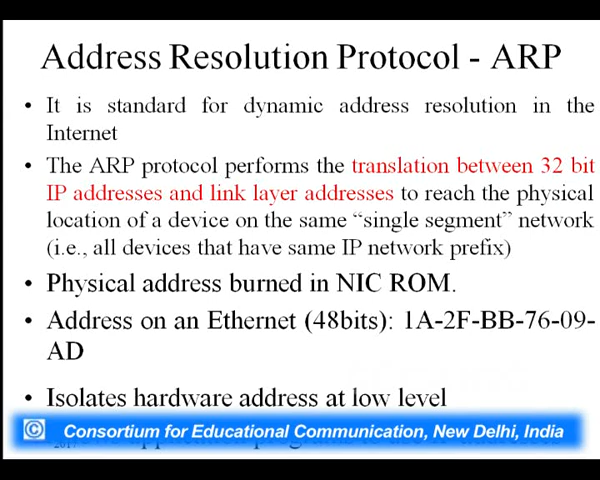 Address Resolution Protocol - ARP
• It is standard for dynamic address resolution in the
Internet
• The ARP protocol performs the translation between 32 bit
IP addresses and link layer addresses to reach the physical
location of a device on the same “single segment” network
(i.e., all devices that have same IP network prefix)
• Physical address burned in NIC ROM.
• Address on an Ethernet (48bits): 1A-2F-BB-76-09-
AD
• Isolates hardware address at low level
© Consortium for Educational Communication, New Delhi, India